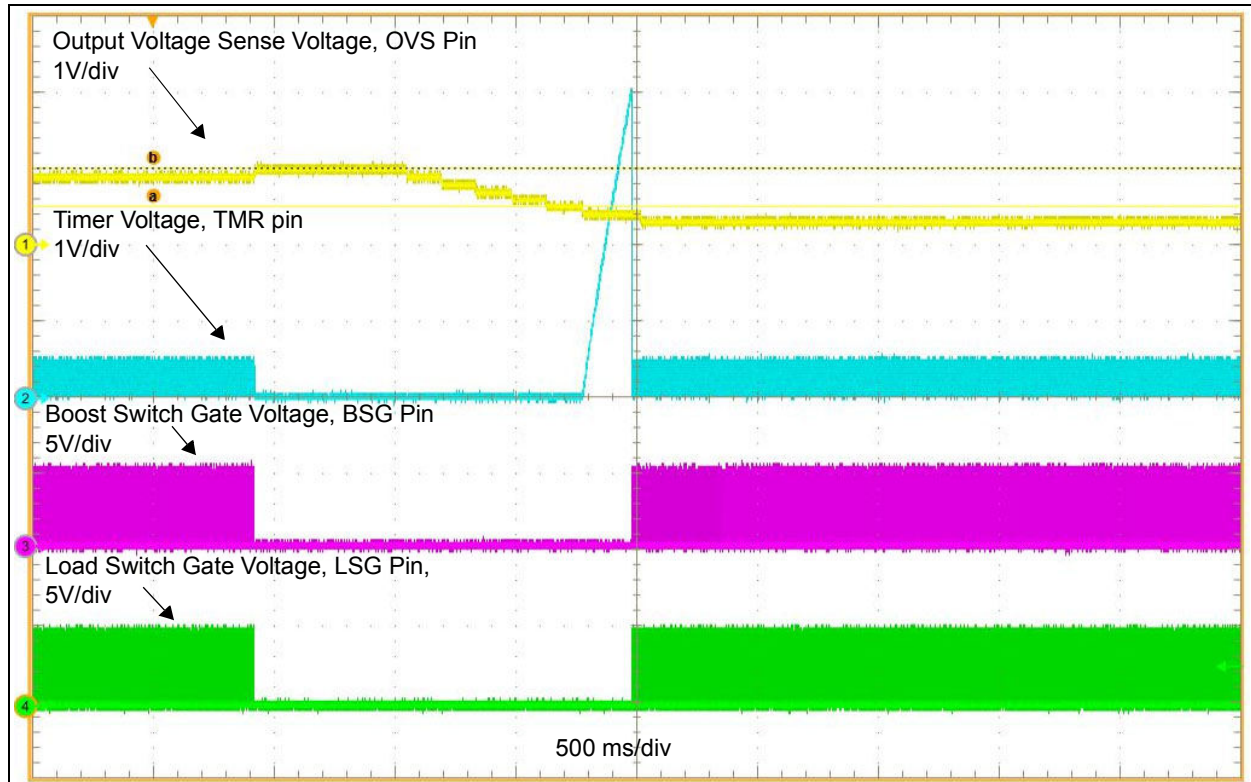 Output Voltage Sense Voltage, OVS Pin
1V/div
b
a
Timer Voltage, TMR pin
1V/div
1
2
Boost Switch Gate Voltage, BSG Pin
5V/div
3
Load Switch Gate Voltage, LSG Pin,
5V/div
4
500 ms/div